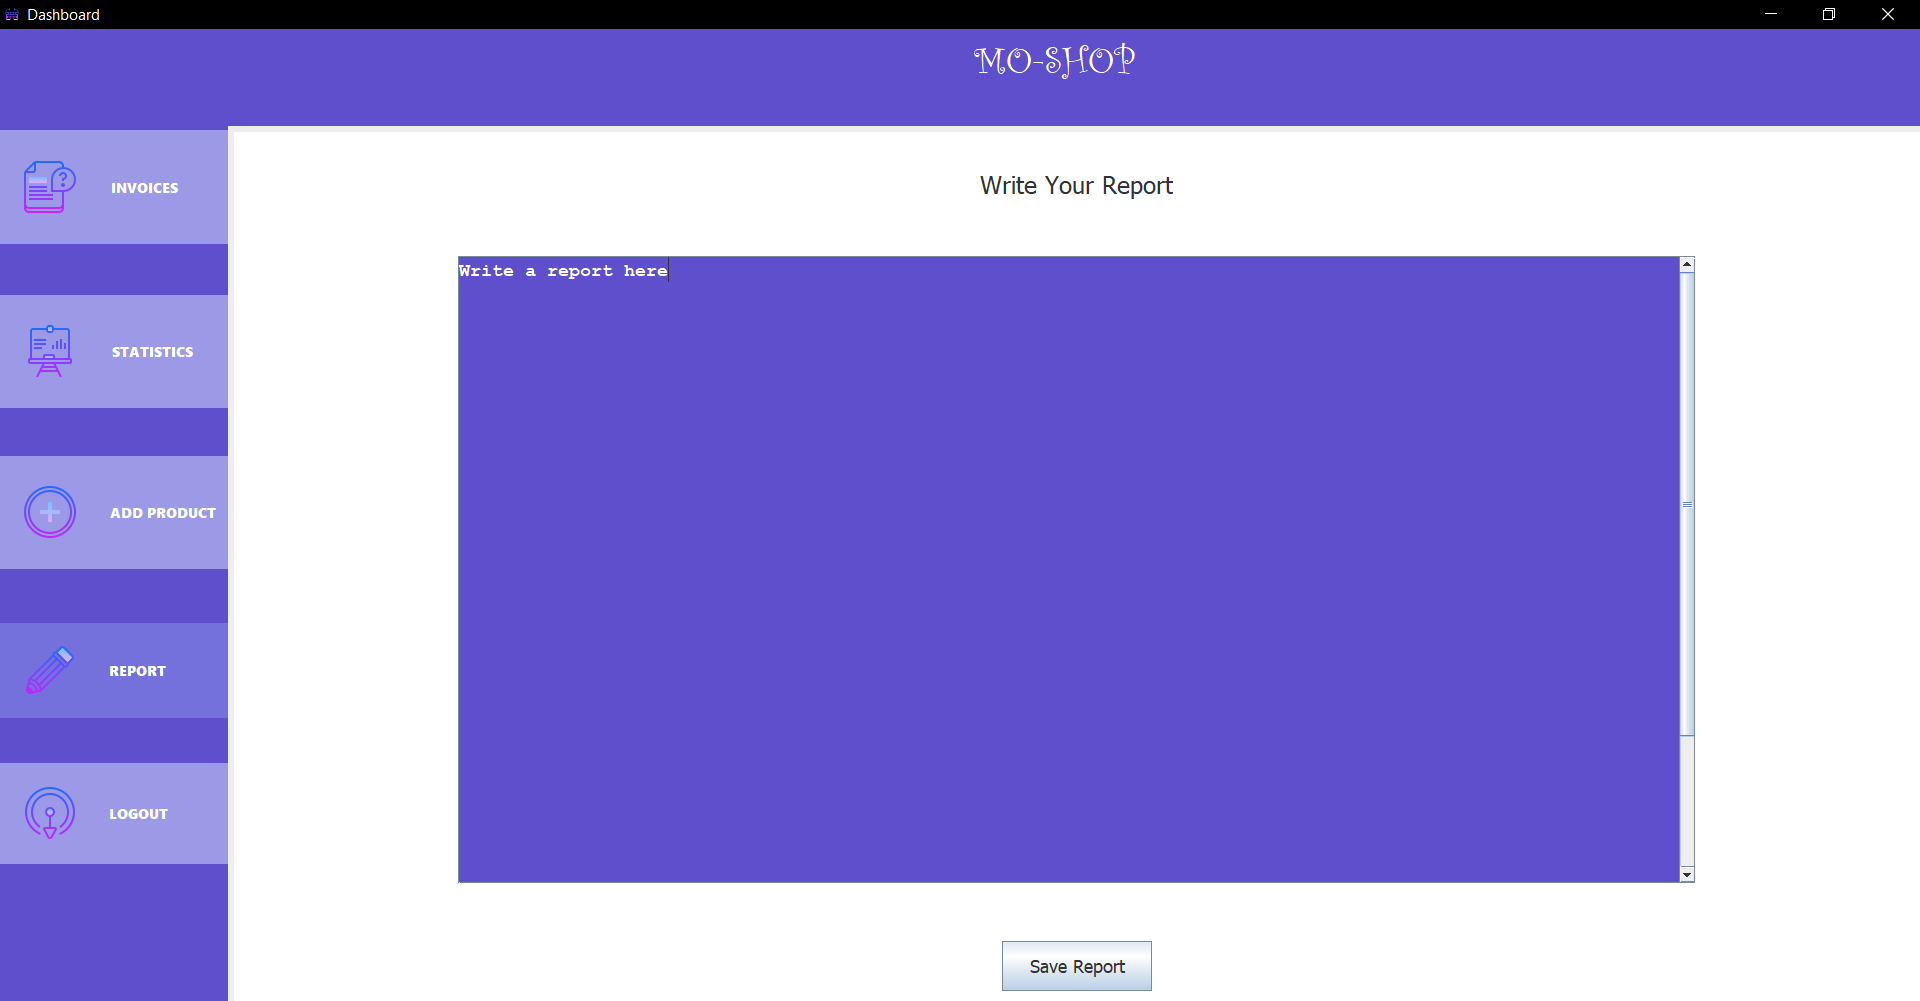 Dashboard
MO-SHOP
INVOICES
STATISTICS
ADD PRODUCT
REPORT
LOGOUT
Write Your Report
Write a report here
Save Report